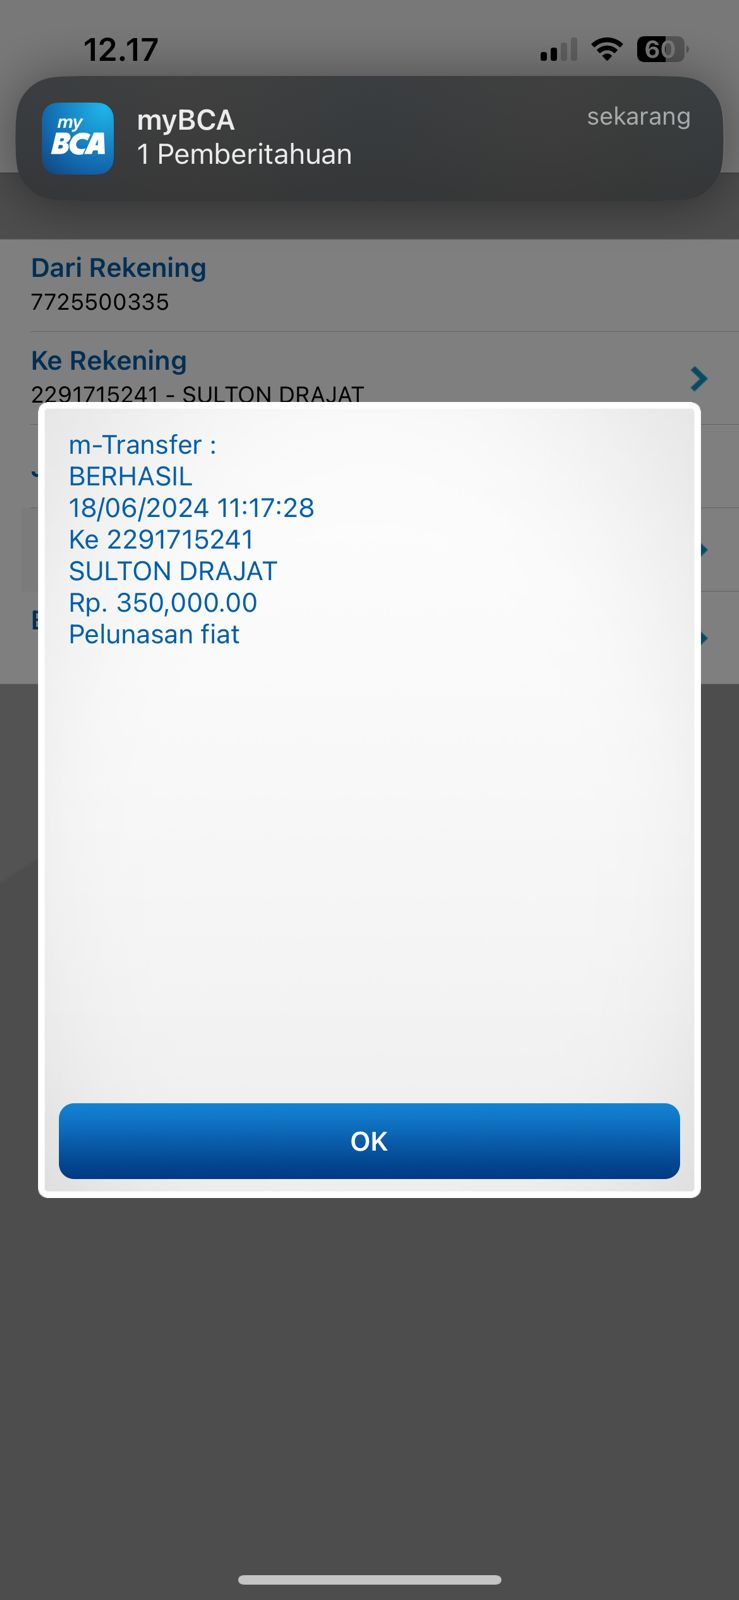 12.17
60
my
BCA
myBCA
sekarang
1 Pemberitahuan
Dari Rekening
7725500335
Ke Rekening
2291715241 - SULTON DRAJAT
m-Transfer :
BERHASIL
18/06/2024 11:17:28
Ke 2291715241
SULTON DRAJAT
Rp. 350,000.00
Pelunasan fiat
OK